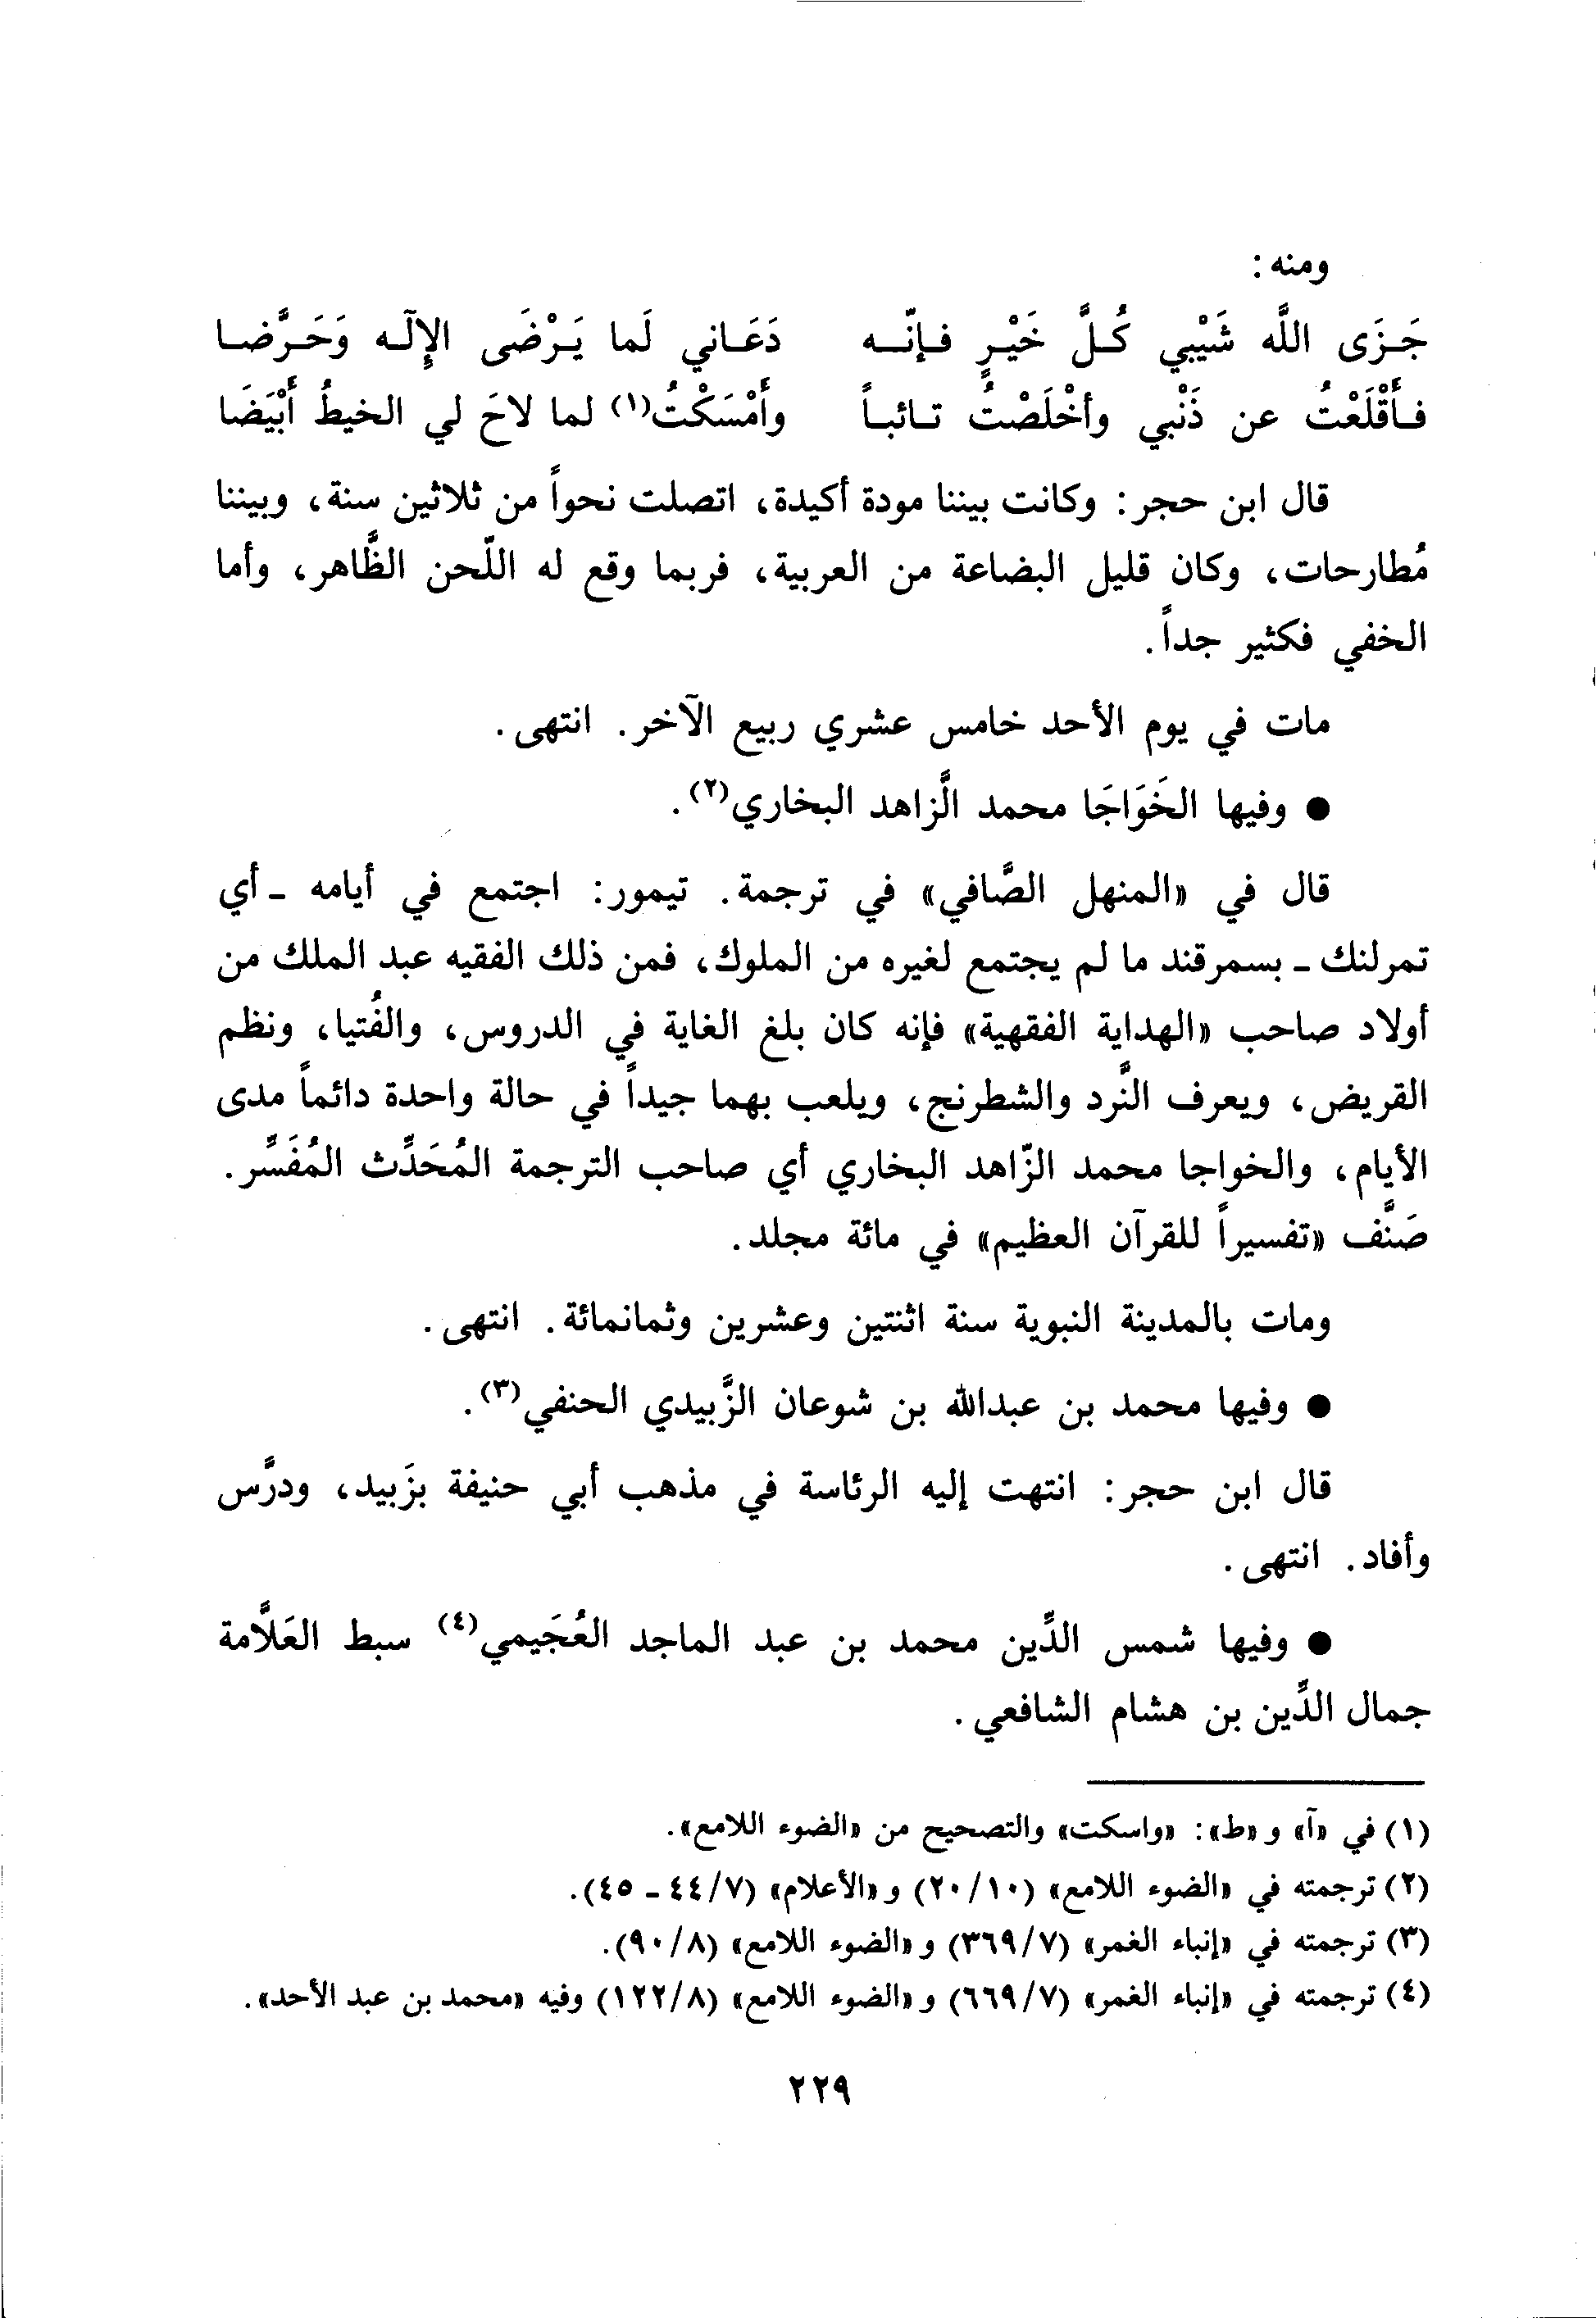 ومنه :
جَـزَى اللَّه شَيْبي كُـلَّ خَيْـرٍ فـإنّـه دَعَـاني لَما يَـرْضَى الإِلَـه وَحَـرَّضـا
فـأَقْلَعْتُ عن ذَنْبي وأخْلَصْتُ تـائبـاً وأَمْسَكْتُ(١) لما لاحَ لي الخيطُ أَبْيَضَا
قال ابن حجر : وكانت بيننا مودة أكيدة، اتصلت نحواً من ثلاثين سنة، وبيننا
مُطارحات، وكان قليل البضاعة من العربية، فربما وقع له اللّحن الظَّاهر، وأما
الخفي فكثير جداً.
مات في يوم الأحد خامس عشري ربيع الآخر. انتهى.
● وفيها الخَوَاجَا محمد الَّزاهد البخاري(٢).
قال في «المنهل الصَّافي» في ترجمة. تيمور: اجتمع في أيامه - أي
تمرلنك - بسمرقند ما لم يجتمع لغيره من الملوك، فمن ذلك الفقيه عبد الملك من
أولاد صاحب «الهداية الفقهية» فإنه كان بلغ الغاية في الدروس، والفُتيا، ونظم
القريض، ويعرف النَّرد والشطرنج، ويلعب بهما جيداً في حالة واحدة دائماً مدى
الأيام، والخواجا محمد الزّاهد البخاري أي صاحب الترجمة المُحَدِّث المُفَسِّر.
صَنَّف «تفسيراً للقرآن العظيم» في مائة مجلد.
ومات بالمدينة النبوية سنة اثنتين وعشرين وثمانمائة. انتهى.
● وفيها محمد بن عبدالله بن شوعان الزَّبيدي الحنفي(٣).
قال ابن حجر: انتهت إليه الرئاسة في مذهب أبي حنيفة بزَبيد، ودرَّس
وأفاد. انتهى.
● وفيها شمس الدِّين محمد بن عبد الماجد العُجَيمي(٤) سبط العَلَّامة
جمال الدِّين بن هشام الشافعي.
(١) في «آ» و «ط»: «واسكت» والتصحيح من «الضوء اللامع».
(٢) ترجمته في «الضوء اللامع» (٢٠/١٠) و «الأعلام» (٤٤/٧ - ٤٥).
(٣) ترجمته في «إنباء الغمر» (٣٦٩/٧) و «الضوء اللامع» (٩٠/٨).
(٤) ترجمته في «إنباء الغمر» (٦٦٩/٧) و «الضوء اللامع» (١٢٢/٨) وفيه «محمد بن عبد الأحد».
٢٢٩